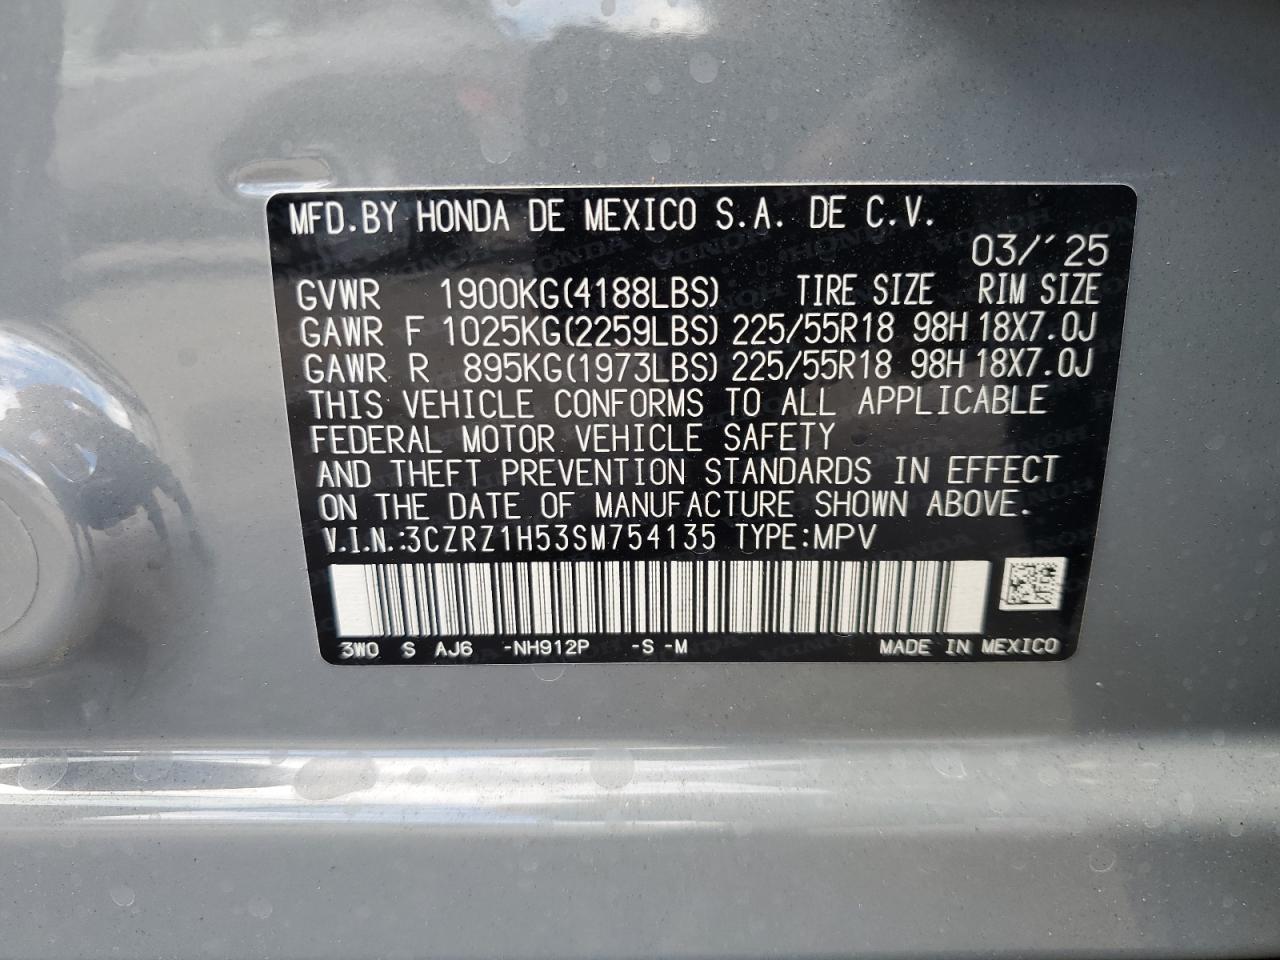 MFD.BY HONDA DE MEXICO S.A. DE C.V.
03/´25
GVWR 1900KG(4188LBS) TIRE SIZE RIM SIZE
GAWR F 1025KG(2259LBS) 225/55R18 98H 18X7.0J
GAWR R 895KG(1973LBS) 225/55R18 98H 18X7.0J
THIS VEHICLE CONFORMS TO ALL APPLICABLE
FEDERAL MOTOR VEHICLE SAFETY
AND THEFT PREVENTION STANDARDS IN EFFECT
ON THE DATE OF MANUFACTURE SHOWN ABOVE.
V.I.N.:3CZRZ1H53SM754135 TYPE:MPV
3W0 S AJ6 -NH912P -S -M MADE IN MEXICO